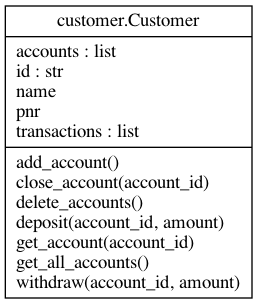 customer.Customer
accounts : list
id : str
name
pnr
transactions : list
add_account()
close_account(account_id)
delete_accounts()
deposit(account_id, amount)
get_account(account_id)
get_all_accounts()
withdraw(account_id, amount)